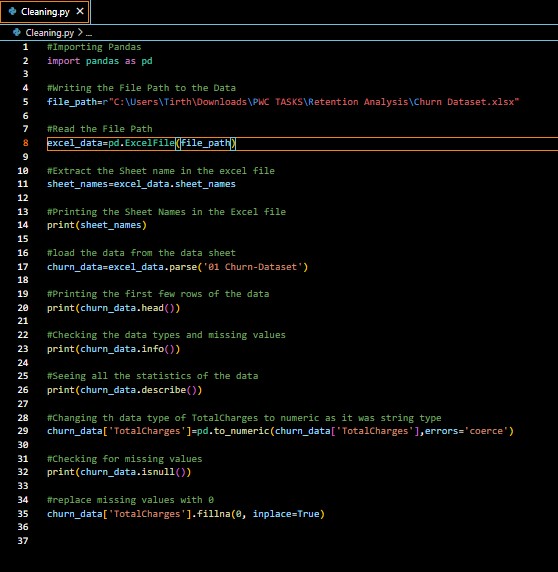 Cleaning.py ×
Cleaning.py > ...
1 #Importing Pandas
2 import pandas as pd
3
4 #Writing the File Path to the Data
5 file_path=r"C:\Users\Tirth\Downloads\PWC TASKS\Retention Analysis\Churn Dataset.xlsx"
6
7 #Read the File Path
8 excel_data=pd.ExcelFile(file_path)
9
10 #Extract the Sheet name in the excel file
11 sheet_names=excel_data.sheet_names
12
13 #Printing the Sheet Names in the Excel file
14 print(sheet_names)
15
16 #load the data from the data sheet
17 churn_data=excel_data.parse('01 Churn-Dataset')
18
19 #Printing the first few rows of the data
20 print(churn_data.head())
21
22 #Checking the data types and missing values
23 print(churn_data.info())
24
25 #Seeing all the statistics of the data
26 print(churn_data.describe())
27
28 #Changing th data type of TotalCharges to numeric as it was string type
29 churn_data['TotalCharges']=pd.to_numeric(churn_data['TotalCharges'],errors='coerce')
30
31 #Checking for missing values
32 print(churn_data.isnull())
33
34 #replace missing values with 0
35 churn_data['TotalCharges'].fillna(0, inplace=True)
36
37